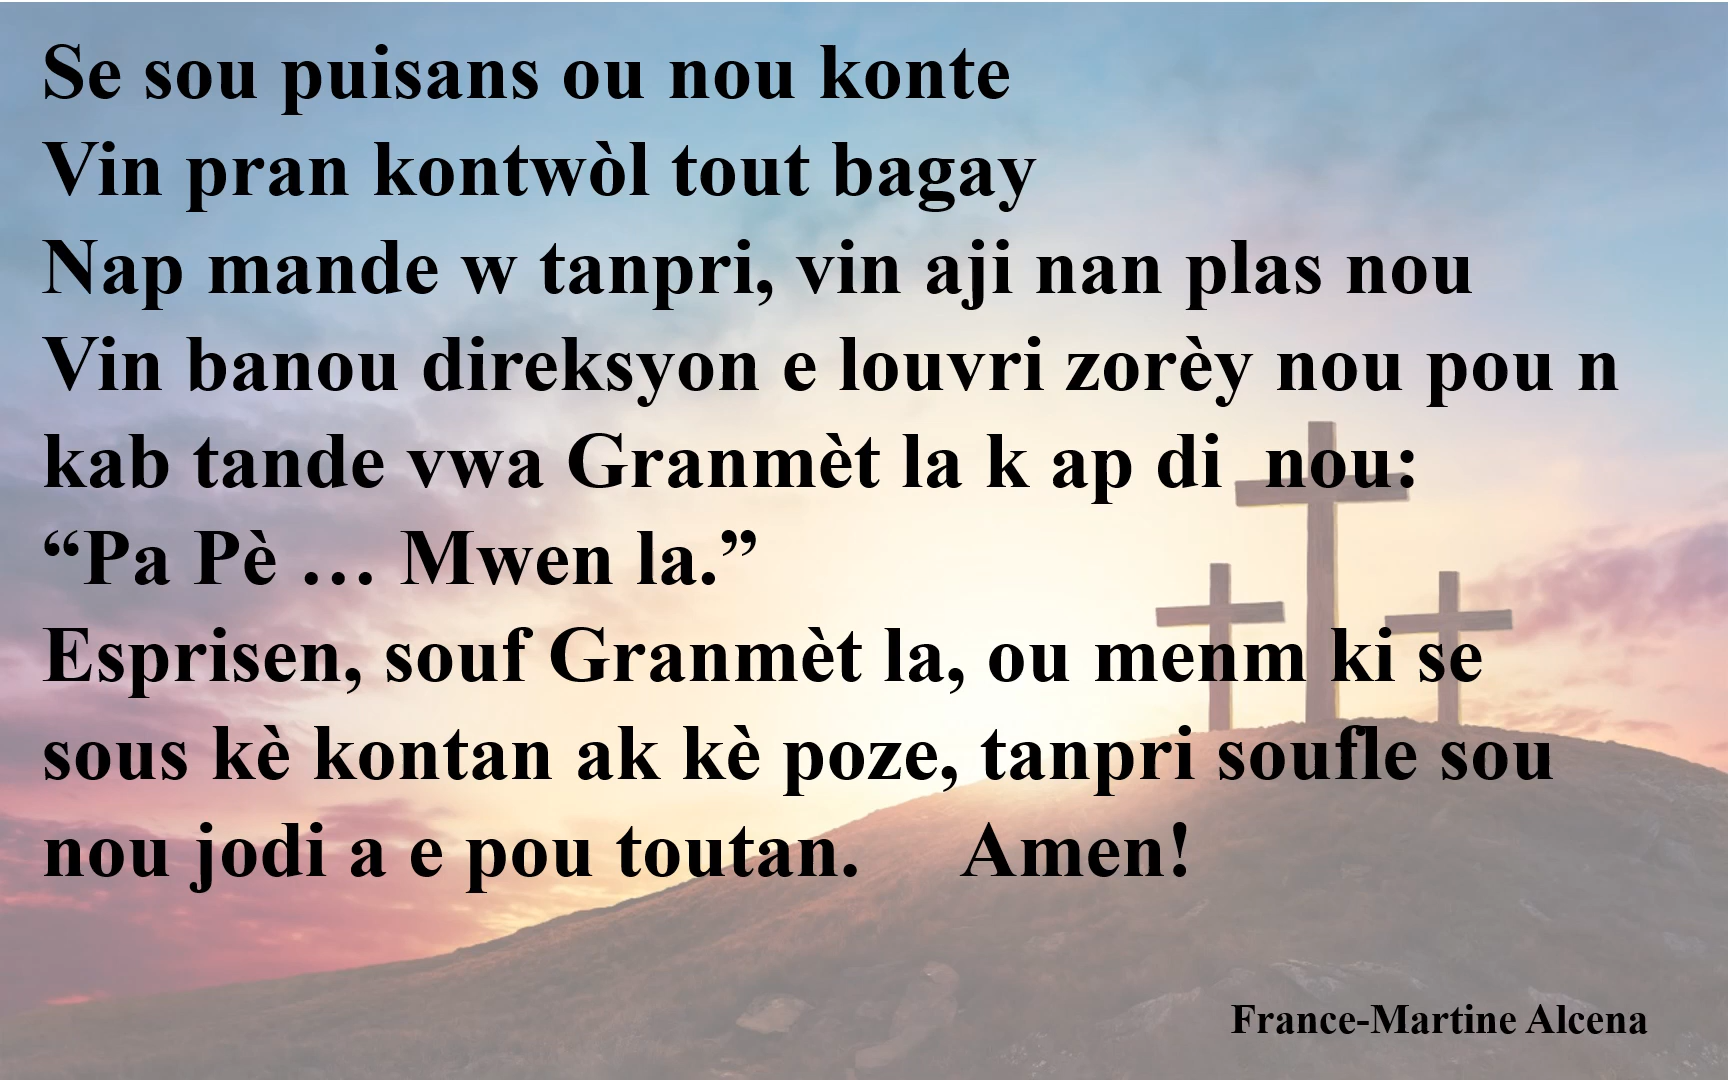 Se sou puisans ou nou konte
Vin pran kontwòl tout bagay
Nap mande w tanpri, vin aji nan plas nou
Vin banou direksyon e louvri zorèy nou pou n
kab tande vwa Granmèt la k ap di  nou:
“Pa Pè … Mwen la.”
Esprisen, souf Granmèt la, ou menm ki se
sous kè kontan ak kè poze, tanpri soufle sou
nou jodi a e pou toutan.     Amen!
France-Martine Alcena